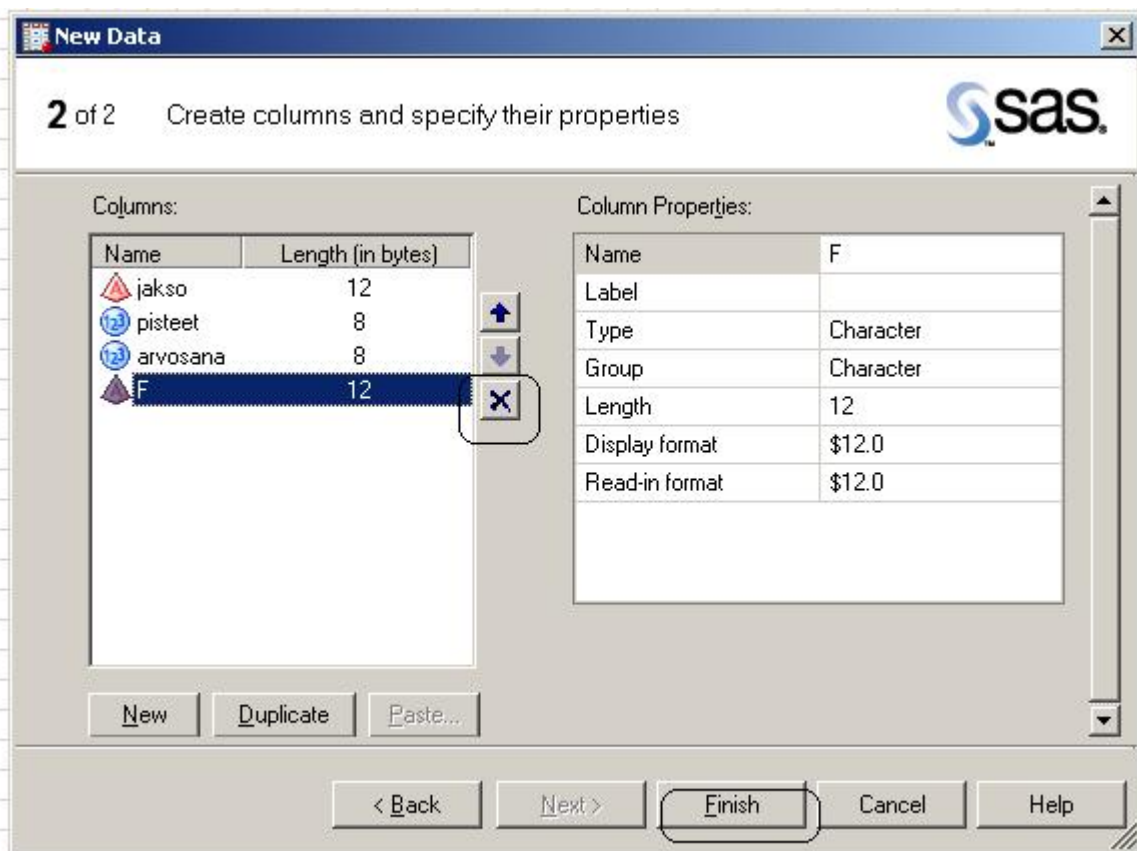 New Data
2 of 2 Create columns and specify their properties
sas.
TM
Columns:
Name Length (in bytes)
jakso 12
pisteet 8
arvosana 8
F 12
New Duplicate Paste...
Column Properties:
Name F
Label
Type Character
Group Character
Length 12
Display format $12.0
Read-in format $12.0
< Back Next > Finish Cancel Help